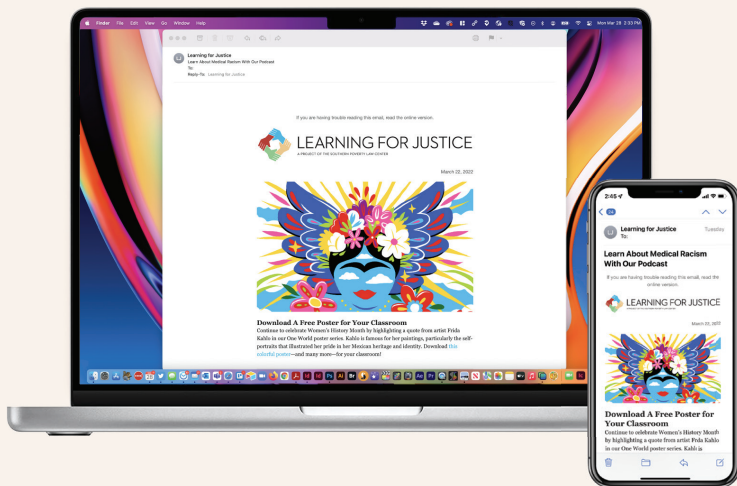 Finder File Edit View Go Window Help
Mon Mar 28 2:33 PM
Learning for Justice
Learn About Medical Racism With Our Podcast
To:
Reply-To: Learning for Justice
If you are having trouble reading this email, read the online version.
LEARNING FOR JUSTICE
A PROJECT OF THE SOUTHERN POVERTY LAW CENTER
March 22, 2022
Download A Free Poster for Your Classroom
Continue to celebrate Women's History Month by highlighting a quote from artist Frida
Kahlo in our One World poster series. Kahlo is famous for her paintings, particularly the self-
portraits that illustrated her pride in her Mexican heritage and identity. Download this
colorful poster—and many more—for your classroom!
2:45
Learning for Justice
Tuesday
To:
Learn About Medical Racism
With Our Podcast
If you are having trouble reading this email, read the
online version.
LEARNING FOR JUSTICE
March 22, 2022
Download A Free Poster for
Your Classroom
Continue to celebrate Women's History Month
by highlighting a quote from artist Frida Kahlo
in our One World poster series. Kahlo is